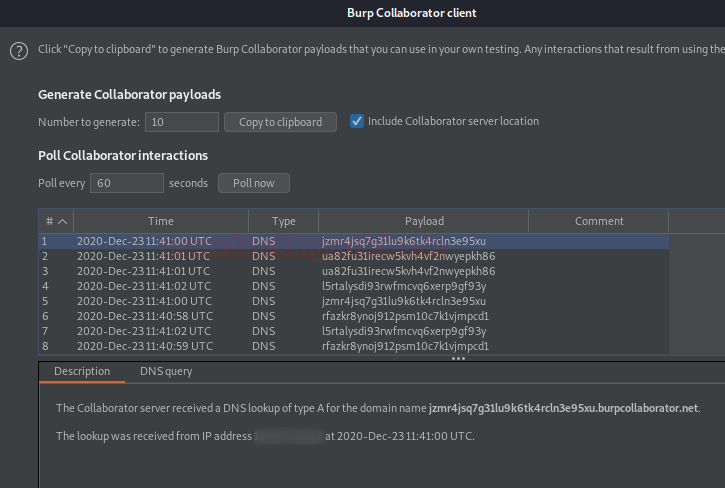 Burp Collaborator client
Click "Copy to clipboard" to generate Burp Collaborator payloads that you can use in your own testing. Any interactions that result from using the
Generate Collaborator payloads
Number to generate: 10 Copy to clipboard Include Collaborator server location
Poll Collaborator interactions
Poll every 60 seconds Poll now
# Time Type Payload Comment
1 2020-Dec-23 11:41:00 UTC DNS jzmr4jsq7g31lu9k6tk4rcln3e95xu
2 2020-Dec-23 11:41:01 UTC DNS ua82fu31irecw5kvh4vf2nwyepkh86
3 2020-Dec-23 11:41:01 UTC DNS ua82fu31irecw5kvh4vf2nwyepkh86
4 2020-Dec-23 11:41:02 UTC DNS l5rtalysdi93rwfmcvq6xerp9gf93y
5 2020-Dec-23 11:41:00 UTC DNS jzmr4jsq7g31lu9k6tk4rcln3e95xu
6 2020-Dec-23 11:40:58 UTC DNS rfazkr8ynoj912psm10c7k1vjmpcd1
7 2020-Dec-23 11:41:02 UTC DNS l5rtalysdi93rwfmcvq6xerp9gf93y
8 2020-Dec-23 11:40:59 UTC DNS rfazkr8ynoj912psm10c7k1vjmpcd1
Description DNS query
The Collaborator server received a DNS lookup of type A for the domain name jzmr4jsq7g31lu9k6tk4rcln3e95xu.burpcollaborator.net.
The lookup was received from IP address at 2020-Dec-23 11:41:00 UTC.